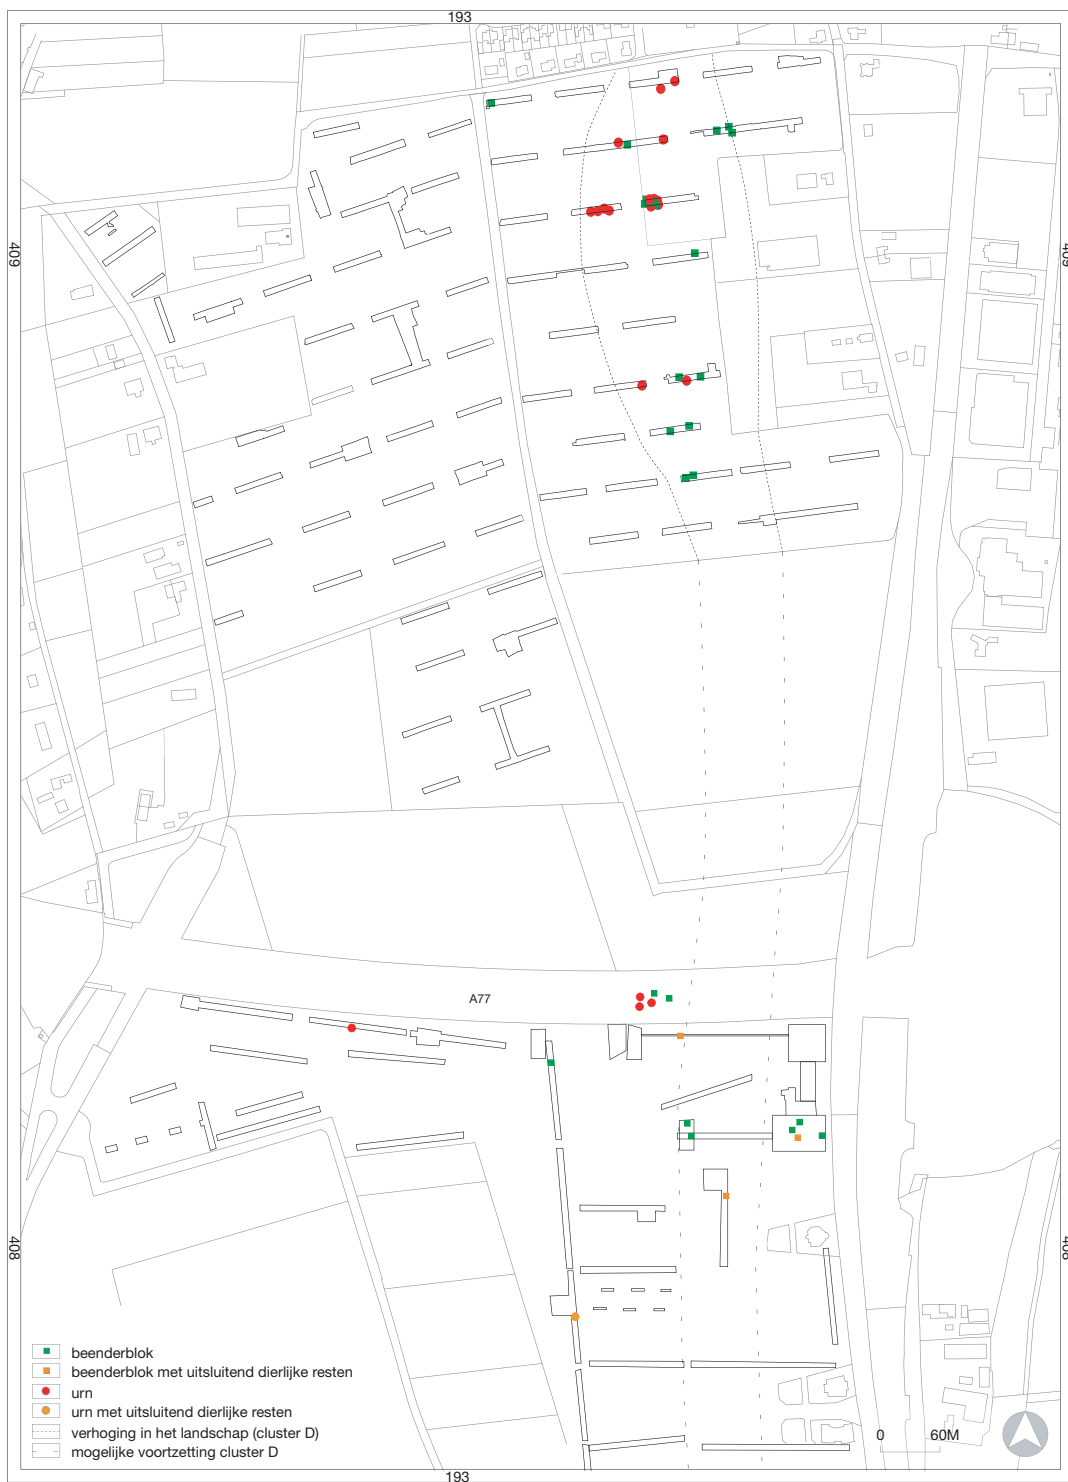 193
409
409
A77
408
408
beenderblok
beenderblok met uitsluitend dierlijke resten
urn
urn met uitsluitend dierlijke resten
verhoging in het landschap (cluster D)
mogelijke voortzetting cluster D
0 60M
193